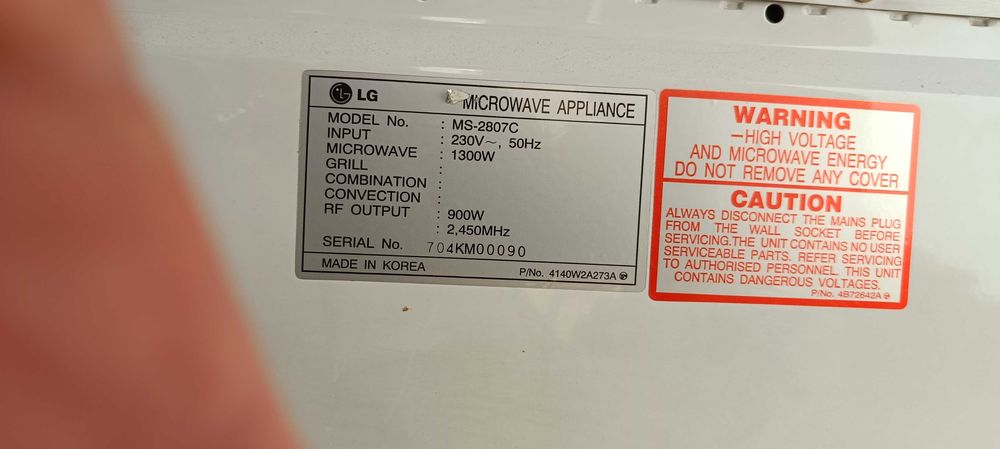 LG MICROWAVE APPLIANCE
MODEL No. : MS-2807C
INPUT : 230V~, 50Hz
MICROWAVE : 1300W
GRILL :
COMBINATION :
CONVECTION :
RF OUTPUT : 900W
: 2,450MHz
SERIAL No. 704KM00090
MADE IN KOREA P/No. 4140W2A273A
WARNING
–HIGH VOLTAGE
AND MICROWAVE ENERGY
DO NOT REMOVE ANY COVER
CAUTION
ALWAYS DISCONNECT THE MAINS PLUG
FROM THE WALL SOCKET BEFORE
SERVICING.THE UNIT CONTAINS NO USER
SERVICEABLE PARTS. REFER SERVICING
TO AUTHORISED PERSONNEL. THIS UNIT
CONTAINS DANGEROUS VOLTAGES.
P/No. 4B72642A